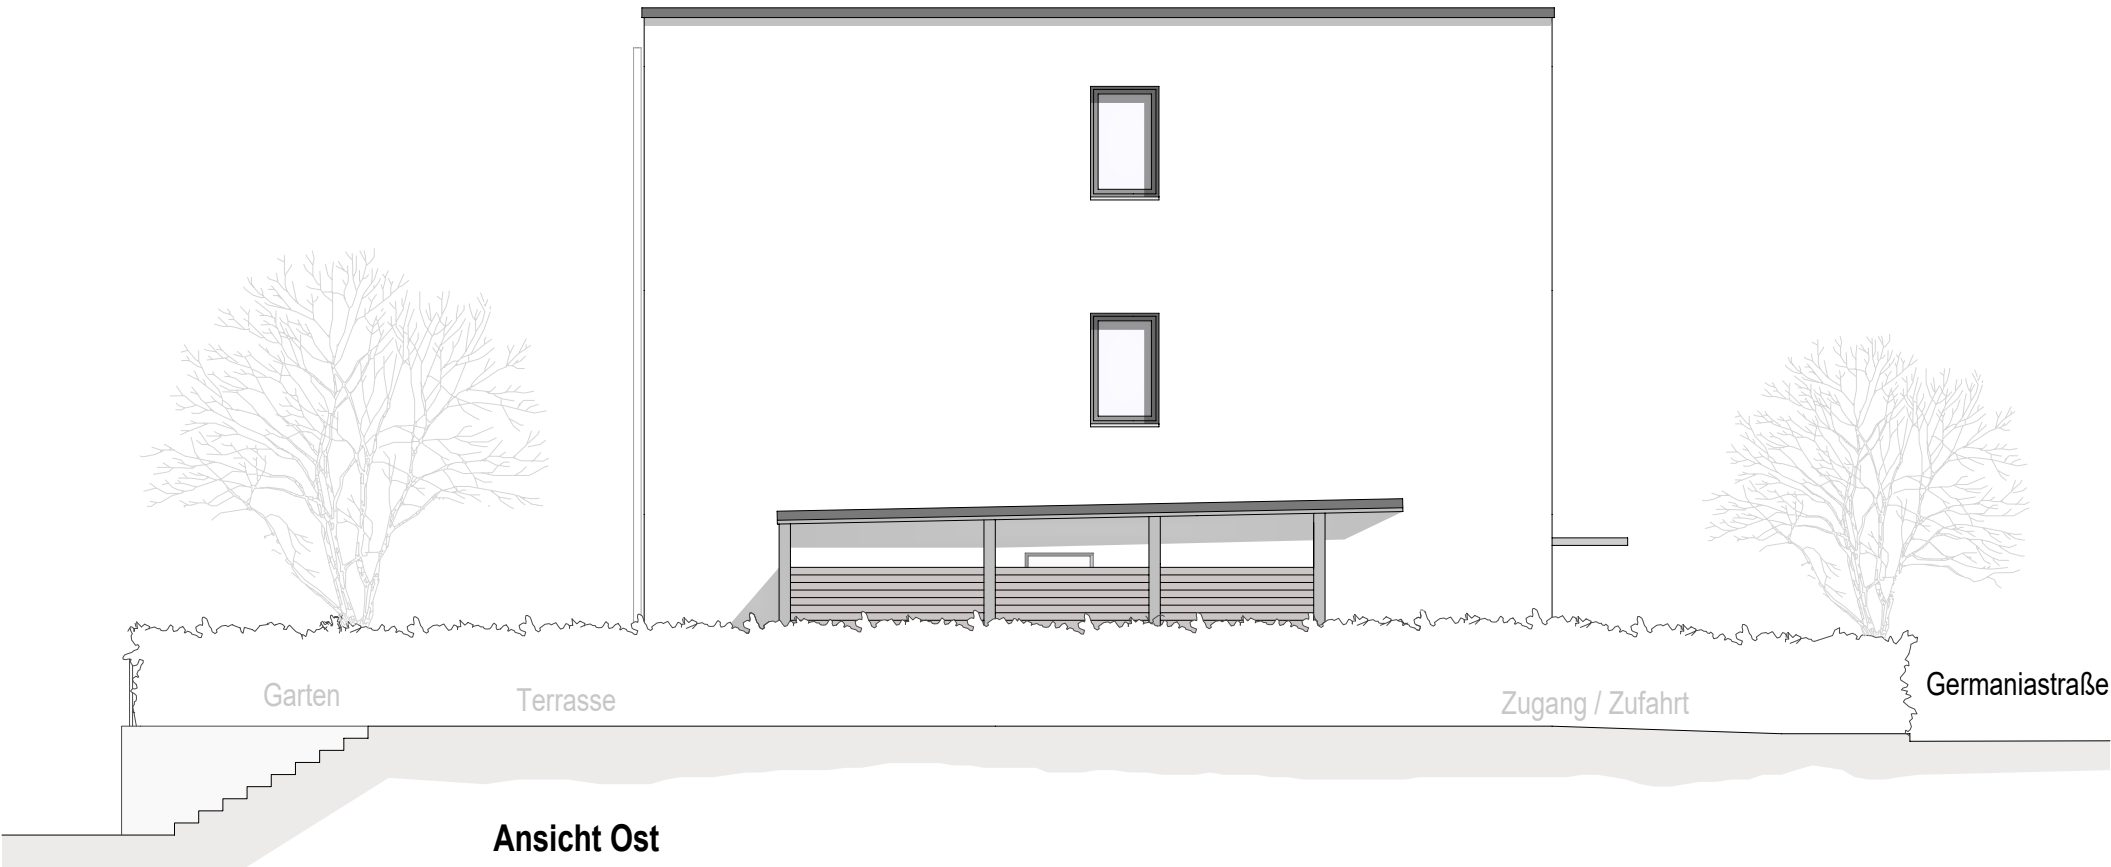 Garten
Terrasse
Zugang / Zufahrt
Germaniastraße
Ansicht Ost